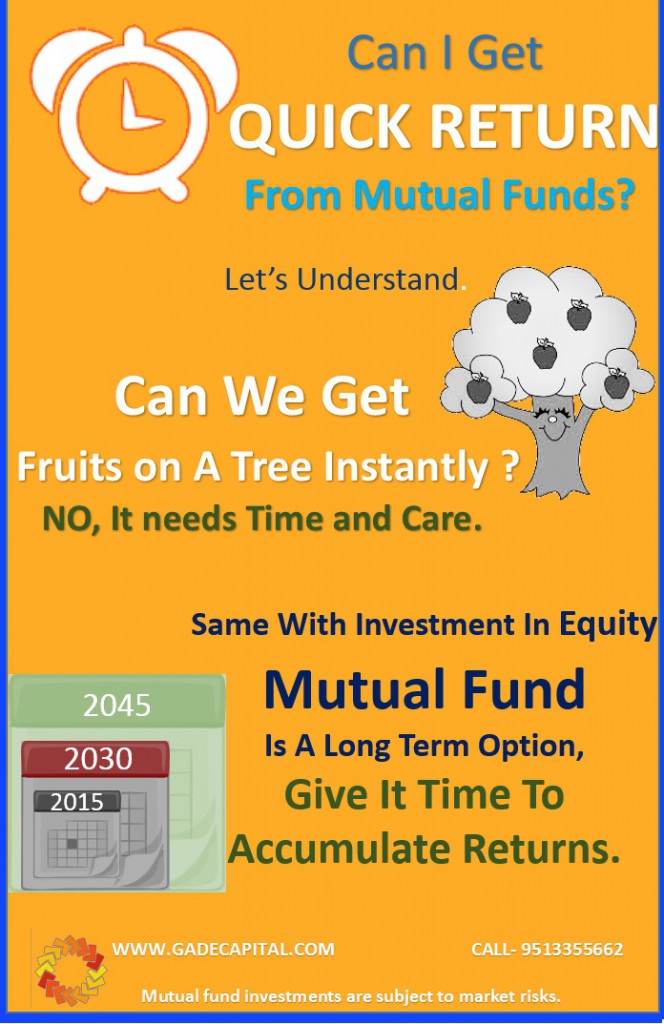 Can I Get
QUICK RETURN
From Mutual Funds?
Let's Understand.
Can We Get
Fruits on A Tree Instantly ?
NO, It needs Time and Care.
Same With Investment In Equity
Mutual Fund
Is A Long Term Option,
Give It Time To
Accumulate Returns.
2045
2030
2015
WWW.GADECAPITAL.COM
CALL- 9513355662
Mutual fund investments are subject to market risks.